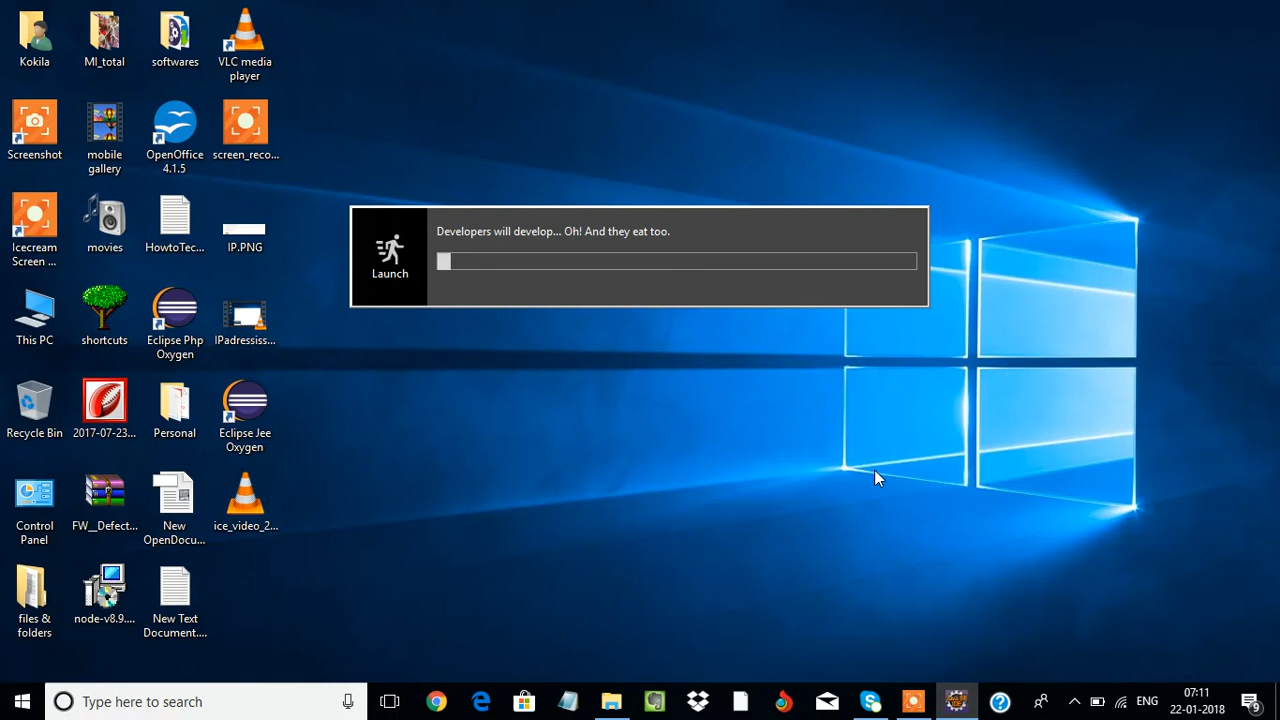 Kokila
MI_total
softwares
VLC media
player
Screenshot
mobile
gallery
OpenOffice
4.1.5
screen_reco...
Icecream
Screen ...
movies
HowtoTec...
IP.PNG
Developers will develop... Oh! And they eat too.
Launch
This PC
shortcuts
Eclipse Php
Oxygen
IPadressiss...
Recycle Bin
2017-07-23...
Personal
Eclipse Jee
Oxygen
Control
Panel
FW__Defect...
New
OpenDocu...
ice_video_2...
files &
folders
node-v8.9....
New Text
Document....
Type here to search
ENG
07:11
22-01-2018
9